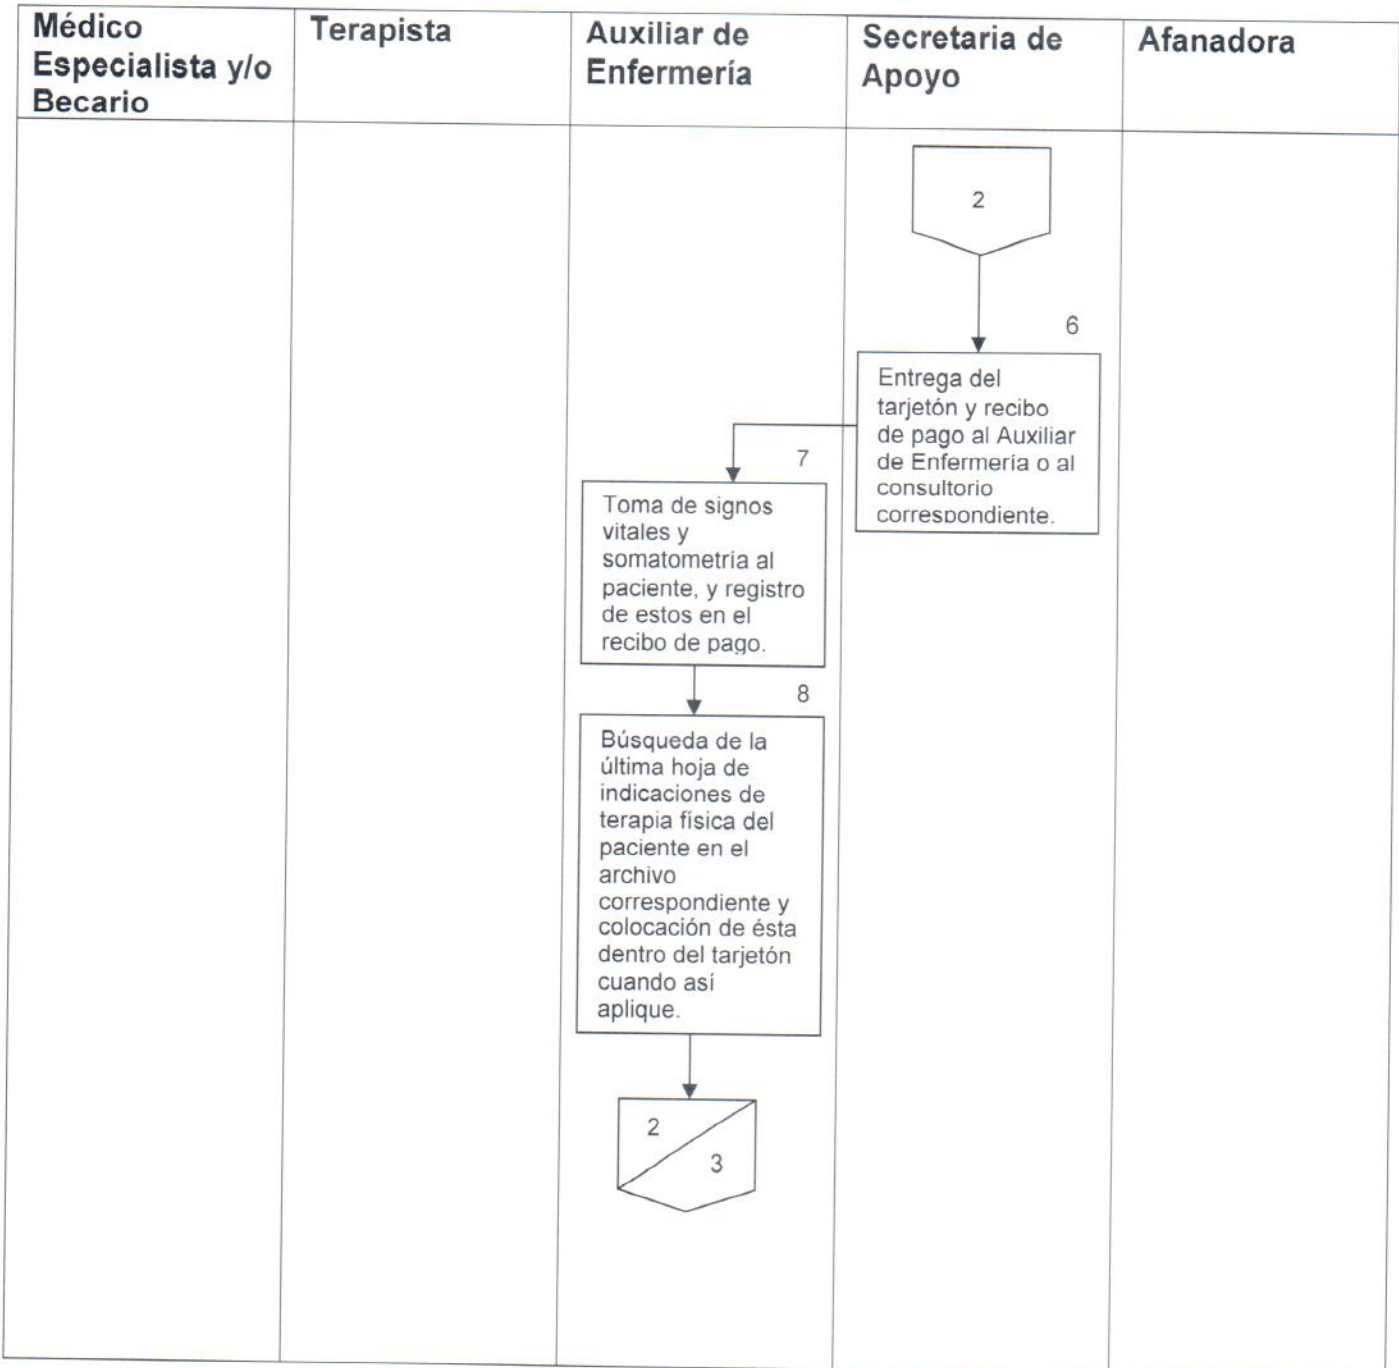 Médico
Especialista y/o
Becario
Terapista
Auxiliar de
Enfermería
Secretaria de
Apoyo
Afanadora
2
6
Entrega del
tarjetón y recibo
de pago al Auxiliar
de Enfermería o al
consultorio
correspondiente.
7
Toma de signos
vitales y
somatometría al
paciente, y registro
de estos en el
recibo de pago.
8
Búsqueda de la
última hoja de
indicaciones de
terapia física del
paciente en el
archivo
correspondiente y
colocación de ésta
dentro del tarjetón
cuando así
aplique.
2
3